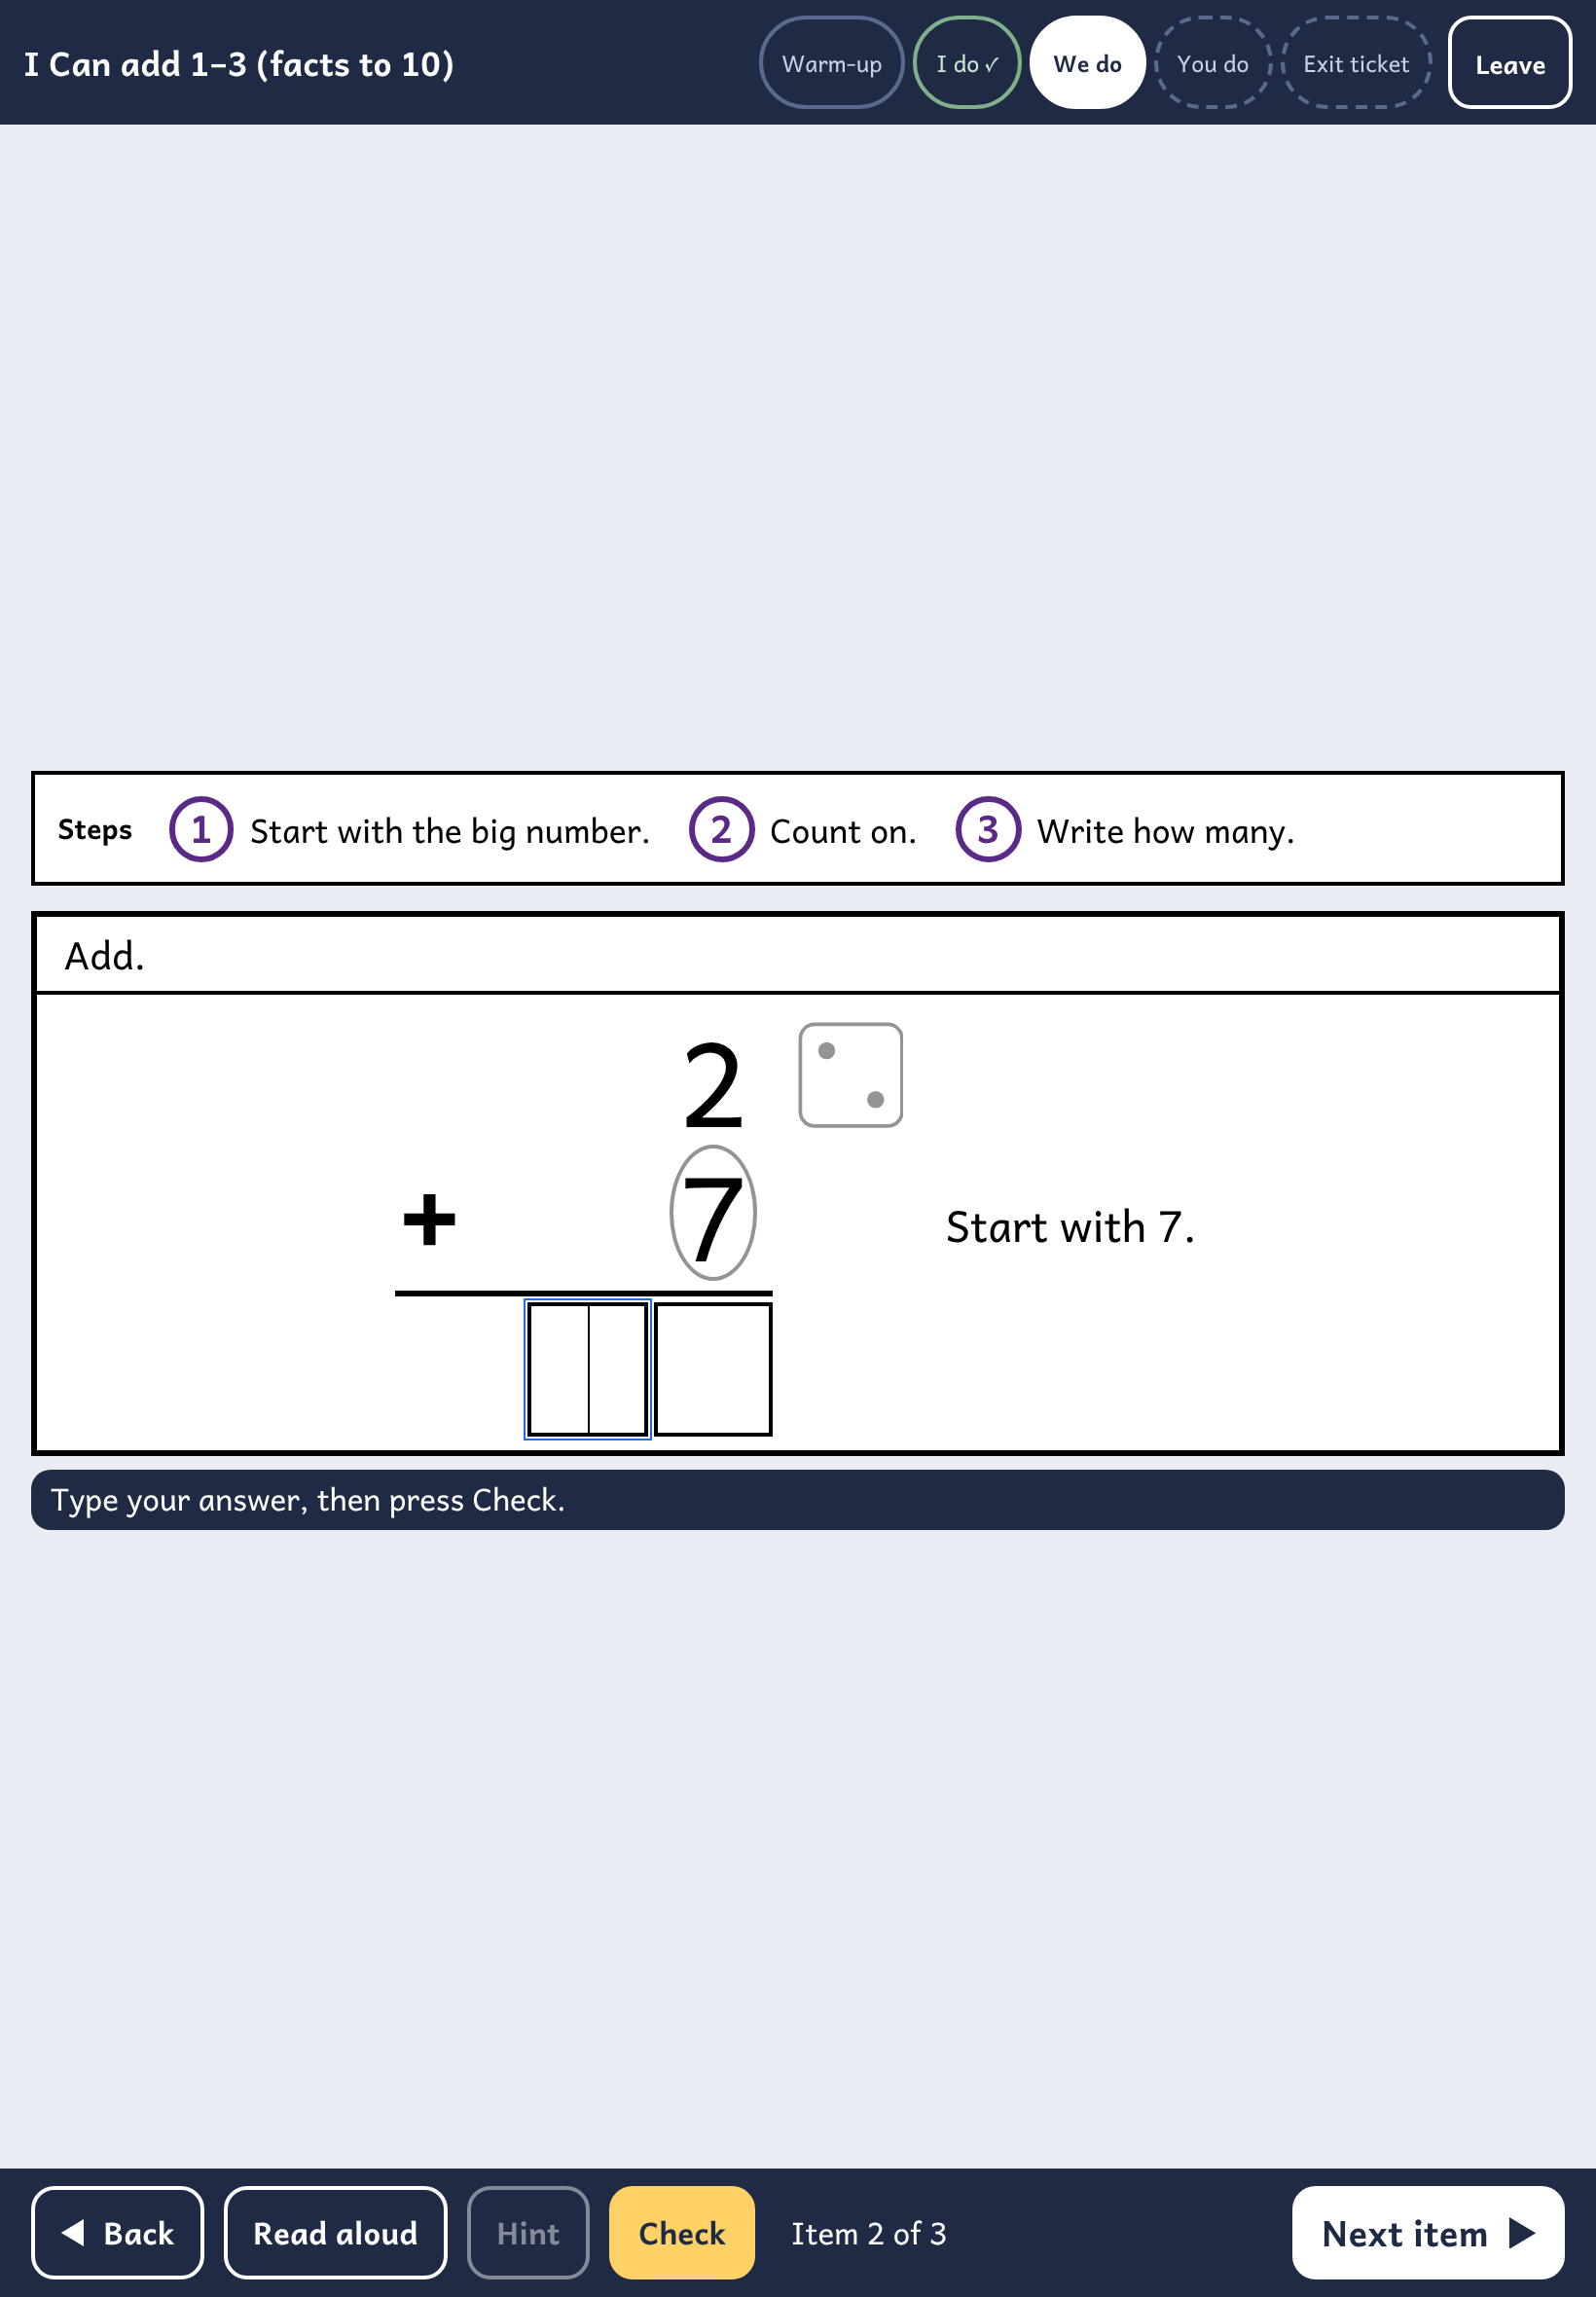 I Can add 1–3 (facts to 10)
Warm-up
I do ✓
We do
You do
Exit ticket
Leave
Steps 1 Start with the big number. 2 Count on. 3 Write how many.
Add.
2
+ 7 Start with 7.
Type your answer, then press Check.
◀ Back
Read aloud
Hint
Check
Item 2 of 3
Next item ▶